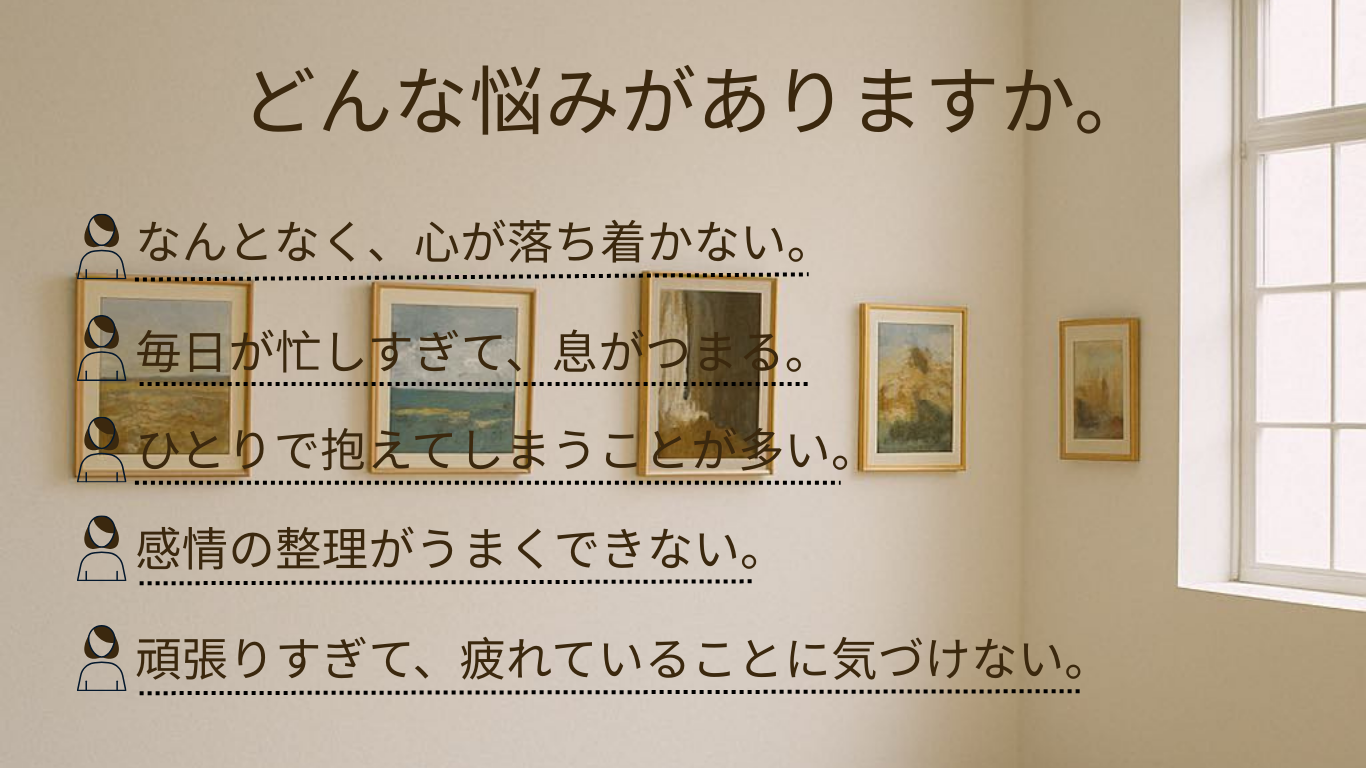 どんな悩みがありますか。
なんとなく、心が落ち着かない。
毎日が忙しすぎて、息がつまる。
ひとりで抱えてしまうことが多い。
感情の整理がうまくできない。
頑張りすぎて、疲れていることに気づけない。